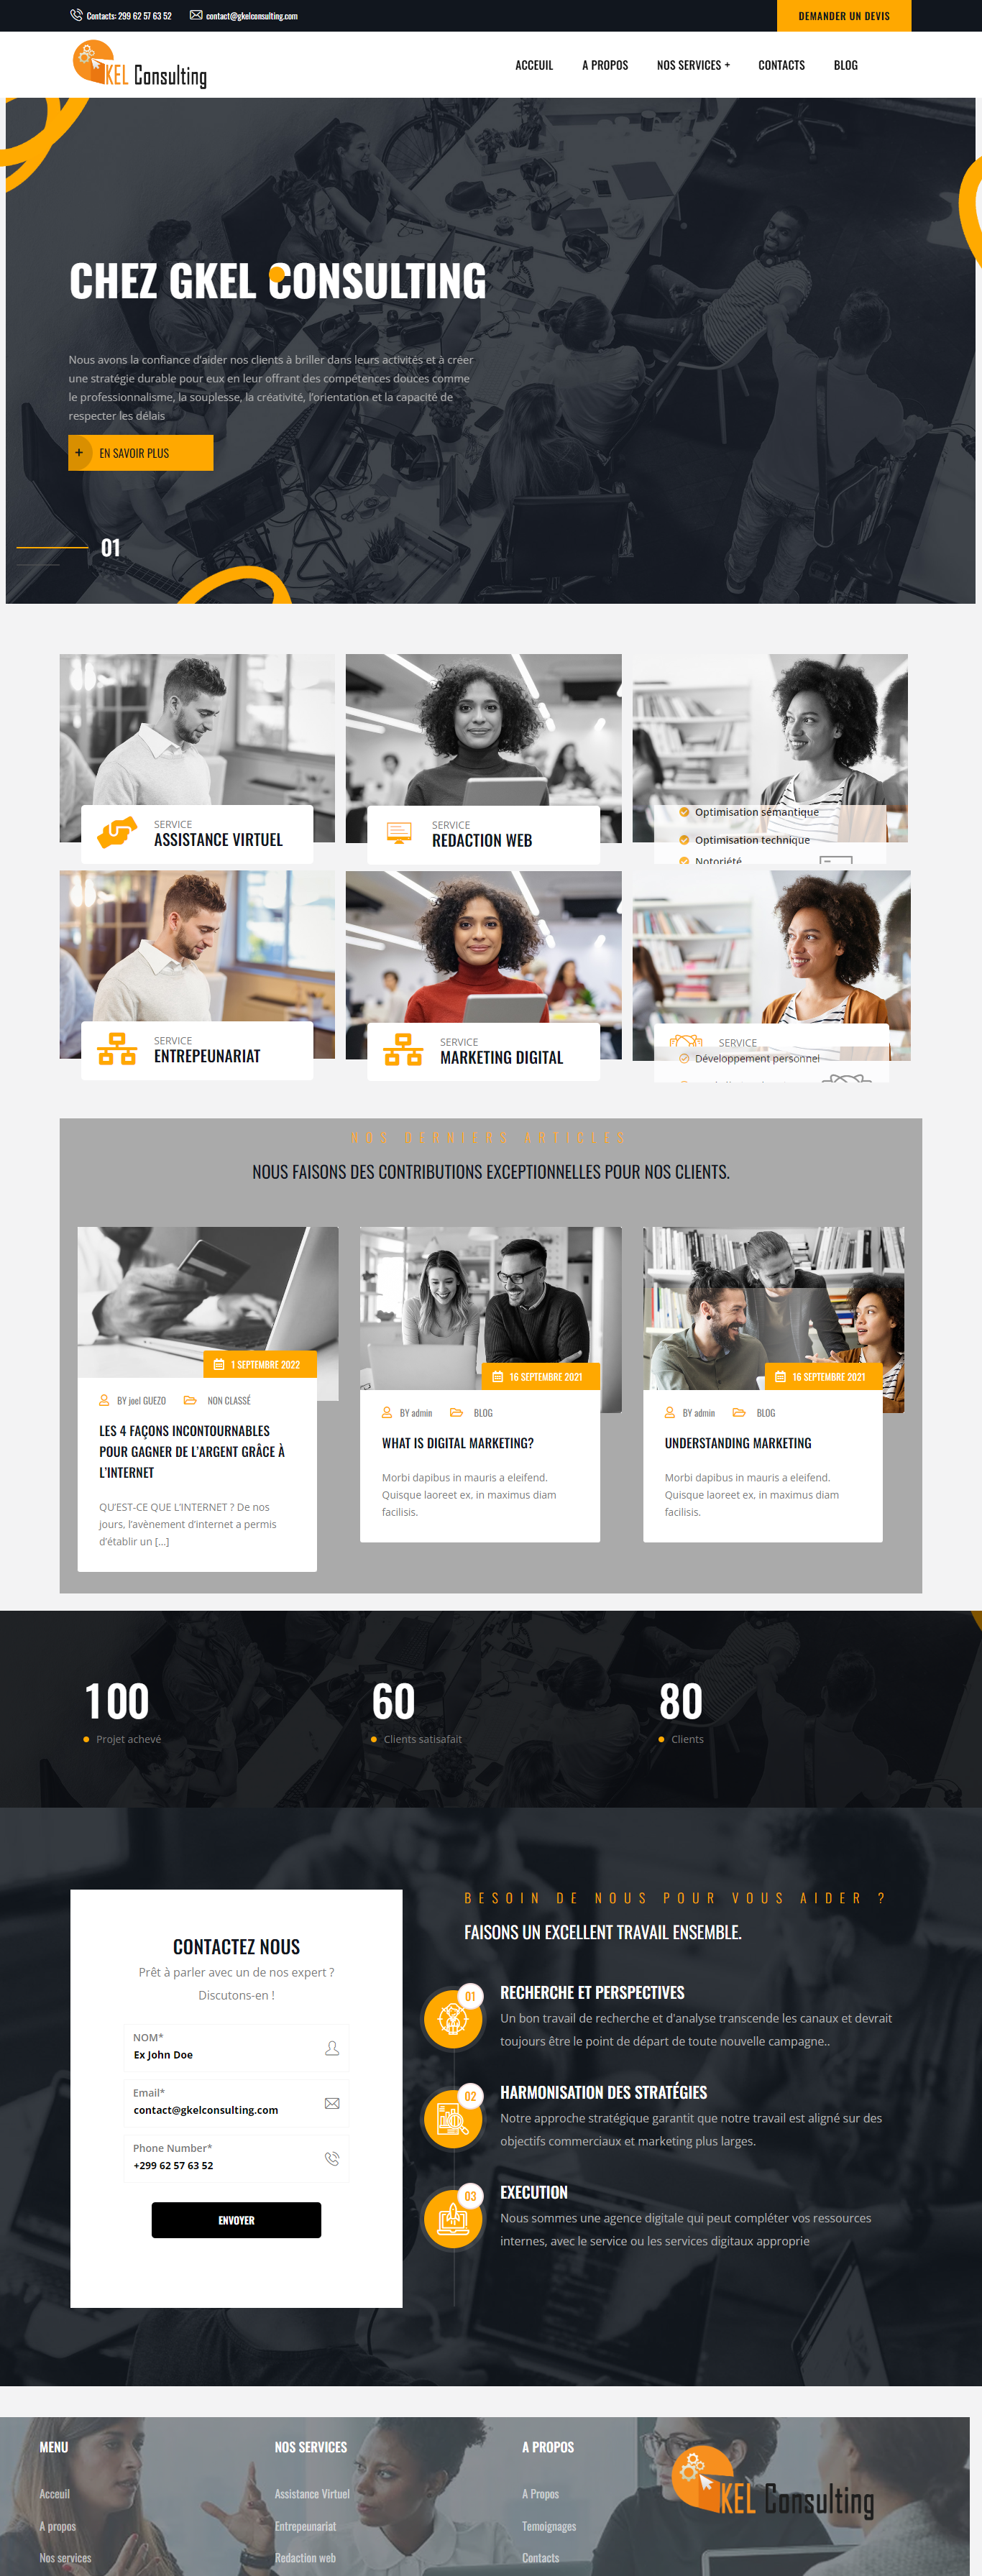 Contacts: 299 62 57 63 52
contact@gkelconsulting.com
DEMANDER UN DEVIS
KEL Consulting
ACCEUIL
A PROPOS
NOS SERVICES +
CONTACTS
BLOG
CHEZ GKEL CONSULTING
Nous avons la confiance d'aider nos clients à briller dans leurs activités et à créer
une stratégie durable pour eux en leur offrant des compétences douces comme
le professionnalisme, la souplesse, la créativité, l'orientation et la capacité de
respecter les délais
+ EN SAVOIR PLUS
01
SERVICE
ASSISTANCE VIRTUEL
SERVICE
REDACTION WEB
Optimisation sémantique
Optimisation technique
Notoriété
SERVICE
ENTREPEUNARIAT
SERVICE
MARKETING DIGITAL
SERVICE
Développement personnel
NOS DERNIERS ARTICLES
NOUS FAISONS DES CONTRIBUTIONS EXCEPTIONNELLES POUR NOS CLIENTS.
1 SEPTEMBRE 2022
BY joel GUEZO
NON CLASSÉ
LES 4 FAÇONS INCONTOURNABLES
POUR GAGNER DE L'ARGENT GRÂCE À
L'INTERNET
QU'EST-CE QUE L'INTERNET ? De nos
jours, l'avènement d'internet a permis
d'établir un [...]
16 SEPTEMBRE 2021
BY admin
BLOG
WHAT IS DIGITAL MARKETING?
Morbi dapibus in mauris a eleifend.
Quisque laoreet ex, in maximus diam
facilisis.
16 SEPTEMBRE 2021
BY admin
BLOG
UNDERSTANDING MARKETING
Morbi dapibus in mauris a eleifend.
Quisque laoreet ex, in maximus diam
facilisis.
100
Projet achevé
60
Clients satisafait
80
Clients
CONTACTEZ NOUS
Prêt à parler avec un de nos expert ?
Discutons-en !
NOM*
Ex John Doe
Email*
contact@gkelconsulting.com
Phone Number*
+299 62 57 63 52
ENVOYER
BESOIN DE NOUS POUR VOUS AIDER ?
FAISONS UN EXCELLENT TRAVAIL ENSEMBLE.
01
RECHERCHE ET PERSPECTIVES
Un bon travail de recherche et d'analyse transcende les canaux et devrait
toujours être le point de départ de toute nouvelle campagne..
02
HARMONISATION DES STRATÉGIES
Notre approche stratégique garantit que notre travail est aligné sur des
objectifs commerciaux et marketing plus larges.
03
EXECUTION
Nous sommes une agence digitale qui peut compléter vos ressources
internes, avec le service ou les services digitaux approprie
MENU
Acceuil
A propos
Nos services
NOS SERVICES
Assistance Virtuel
Entrepeunariat
Redaction web
A PROPOS
A Propos
Temoignages
Contacts
KEL Consulting